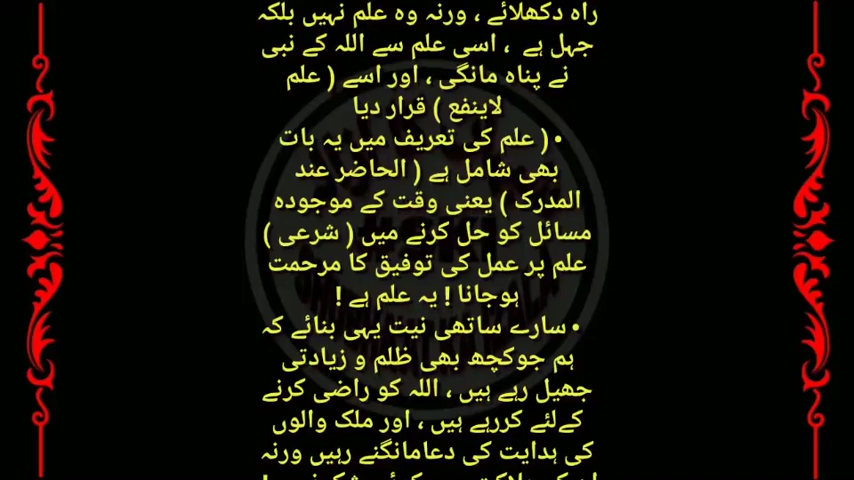 راہ دکھلائے ، ورنہ وہ علم نہیں بلکہ
جہل ہے ، اسی علم سے اللہ کے نبی
نے پناہ مانگی ، اور اسے ( علم
لاینفع ) قرار دیا
• ( علم کی تعریف میں یہ بات
بھی شامل ہے ( الحاضر عند
المدرک ) یعنی وقت کے موجودہ
مسائل کو حل کرنے میں ( شرعی )
علم پر عمل کی توفیق کا مرحمت
ہوجانا ! یہ علم ہے !
• سارے ساتھی نیت یہی بنائے کہ
ہم جوکچھ بھی ظلم و زیادتی
جھیل رہے ہیں ، اللہ کو راضی کرنے
کےلئے کررہے ہیں ، اور ملک والوں
کی ہدایت کی دعامانگنے رہیں ورنہ